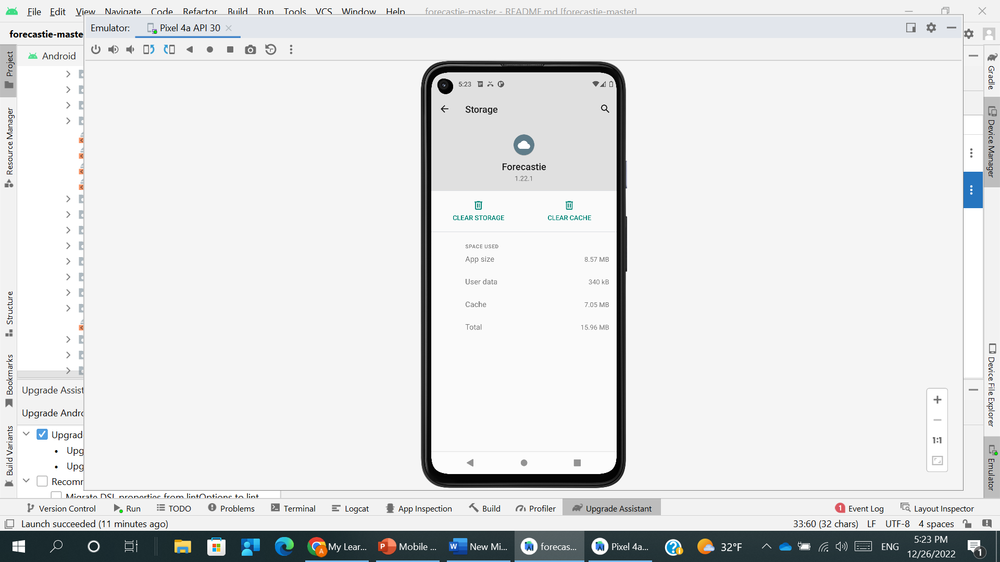 File Edit View Navigate Code Refactor Build Run Tools VCS Window Help forecastie-master - README.md [forecastie-master]
Emulator: Pixel 4a API 30
forecastie-maste
Android
Project
Resource Manager
Structure
Bookmarks
Build Variants
Gradle
Device Manager
Device File Explorer
Emulator
5:23
Storage
Forecastie
1.22.1
CLEAR STORAGE CLEAR CACHE
SPACE USED
App size 8.57 MB
User data 340 kB
Cache 7.05 MB
Total 15.96 MB
1:1
Upgrade Assist
Upgrade Andro
Upgrad
• Upg
• Upg
Recomm
Migrate DSL properties from lintOptions to lint
Version Control Run TODO Problems Terminal Logcat App Inspection Build Profiler Upgrade Assistant 1 Event Log Layout Inspector
Launch succeeded (11 minutes ago) 33:60 (32 chars) LF UTF-8 4 spaces
My Lear... Mobile ... New Mi... forecas... Pixel 4a... 32°F ENG
5:23 PM
12/26/2022
1